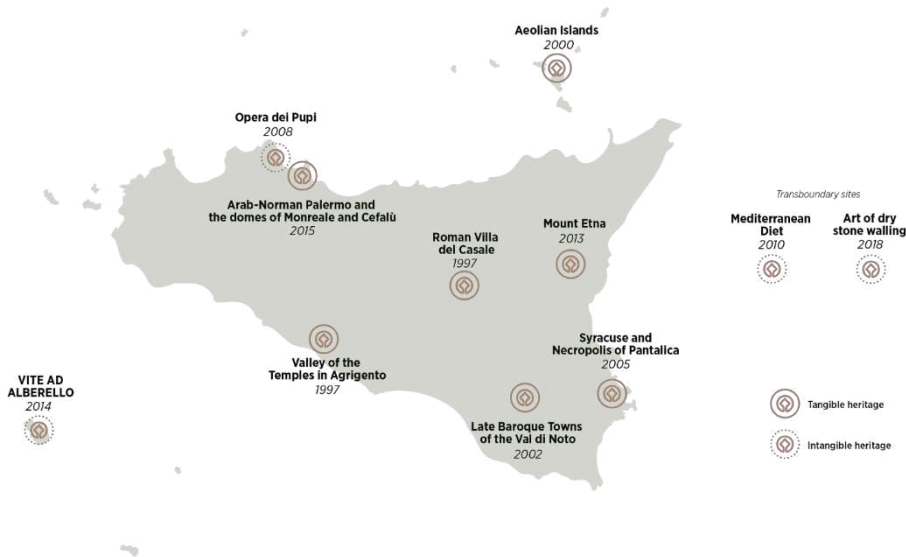 Aeolian Islands
2000
Opera dei Pupi
2008
Arab-Norman Palermo and
the domes of Monreale and Cefalù
2015
Roman Villa
del Casale
1997
Mount Etna
2013
Transboundary sites
Mediterranean
Diet
2010
Art of dry
stone walling
2018
Valley of the
Temples in Agrigento
1997
Syracuse and
Necropolis of Pantalica
2005
VITE AD
ALBERELLO
2014
Late Baroque Towns
of the Val di Noto
2002
Tangible heritage
Intangible heritage